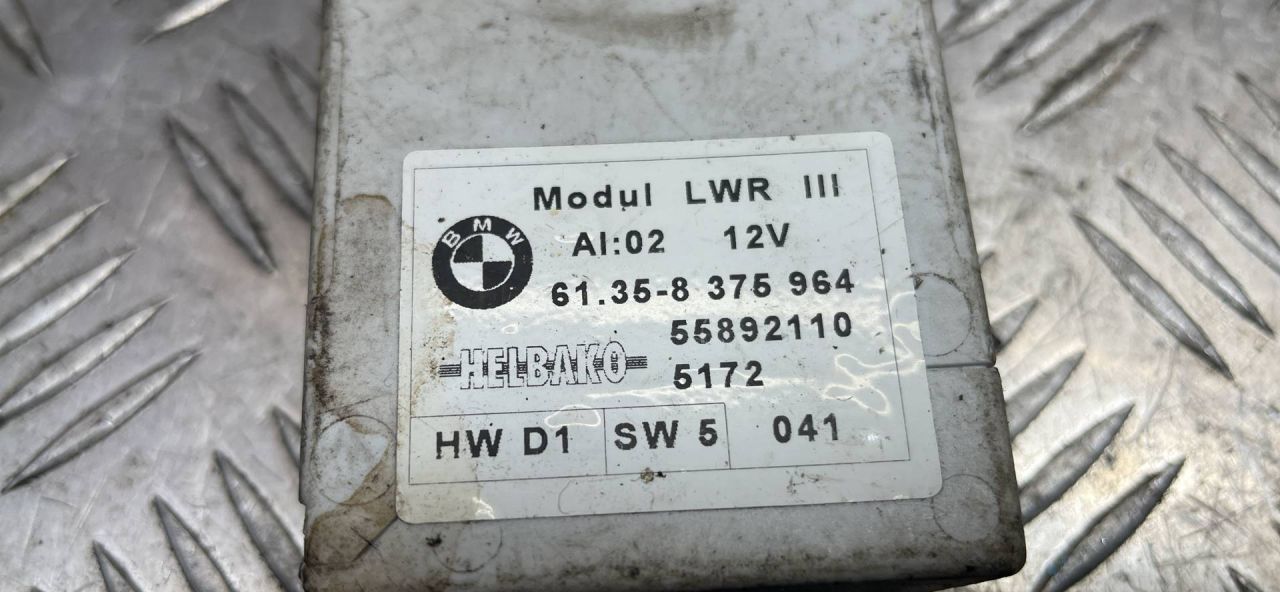 Modul LWR III
BMW
AI:02 12V
61.35-8 375 964
55892110
HELBAKO
5172
HW D1 SW 5 041